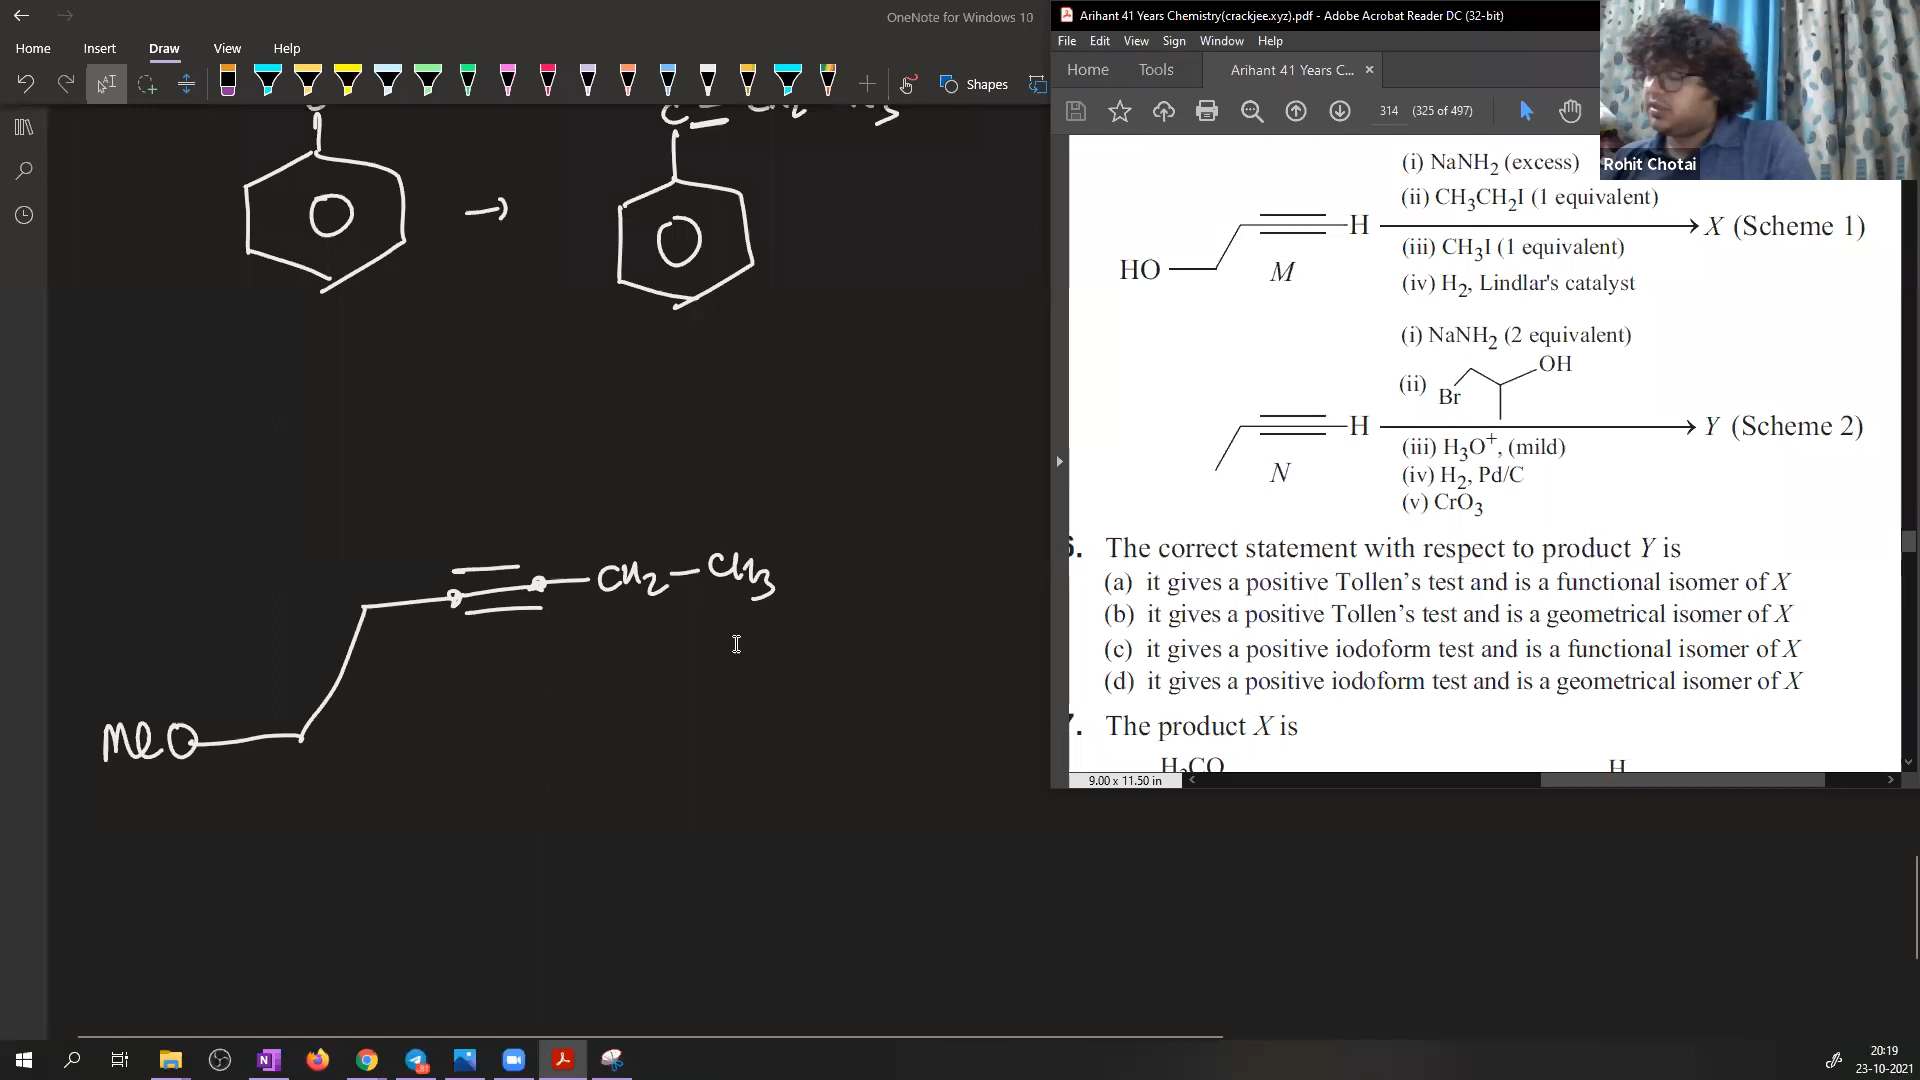 OneNote for Windows 10
Home Insert Draw View Help
Shapes
Arihant 41 Years Chemistry(crackjee.xyz).pdf - Adobe Acrobat Reader DC (32-bit)
File Edit View Sign Window Help
Home Tools Arihant 41 Years C... ×
314 (325 of 497)
Rohit Chotai
CH2-CH3
MeO
(i) NaNH2 (excess)
(ii) CH3CH2I (1 equivalent)
HO H X (Scheme 1)
M
(iii) CH3I (1 equivalent)
(iv) H2, Lindlar's catalyst
(i) NaNH2 (2 equivalent)
(ii) Br OH
H Y (Scheme 2)
N
(iii) H3O+, (mild)
(iv) H2, Pd/C
(v) CrO3
6. The correct statement with respect to product Y is
(a) it gives a positive Tollen’s test and is a functional isomer of X
(b) it gives a positive Tollen’s test and is a geometrical isomer of X
(c) it gives a positive iodoform test and is a functional isomer of X
(d) it gives a positive iodoform test and is a geometrical isomer of X
The product X is
H
9.00 x 11.50 in
20:19
23-10-2021